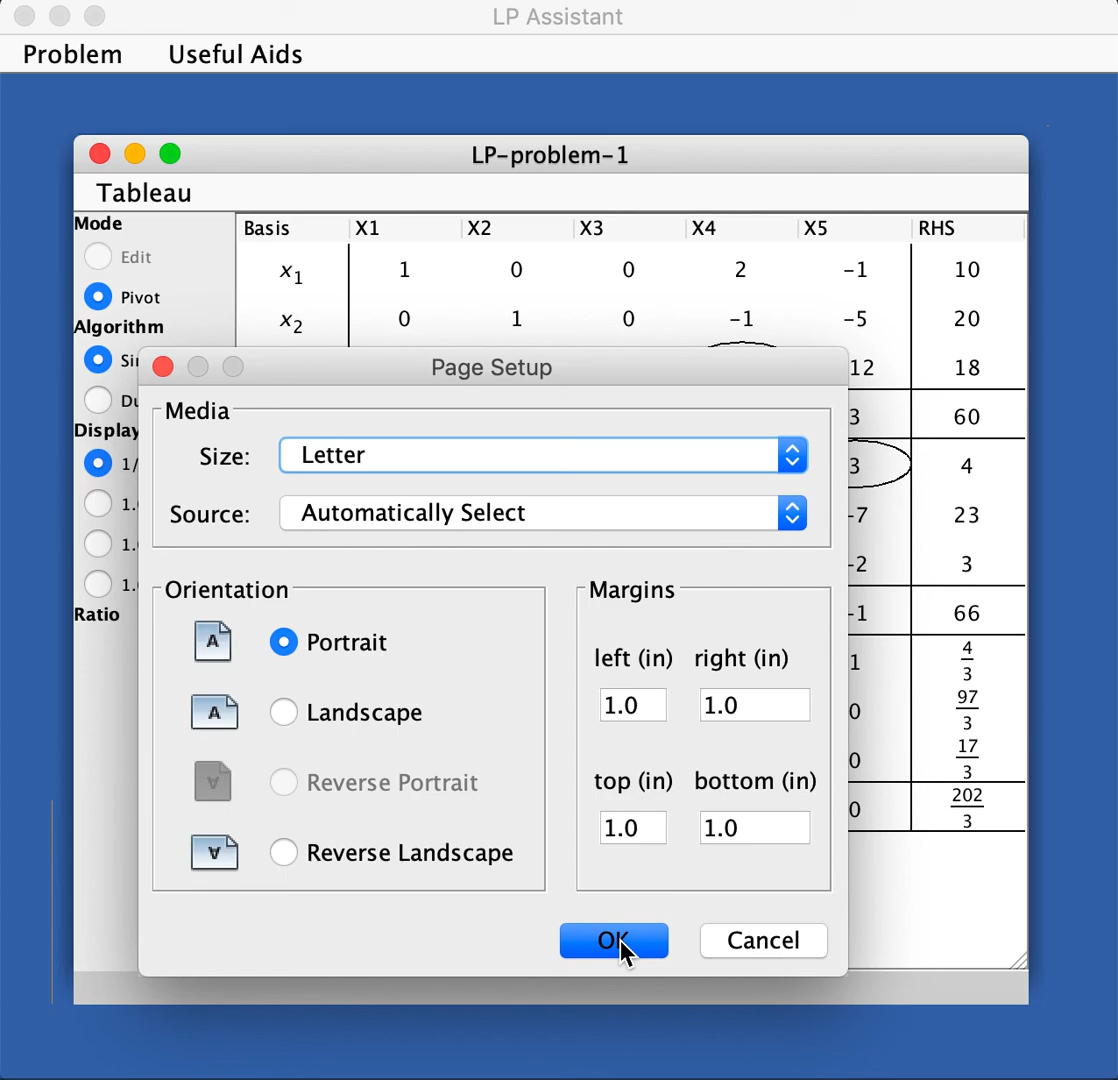 LP Assistant
Problem Useful Aids
LP-problem-1
Tableau
Mode
Edit
Pivot
Algorithm
Display
Ratio
Basis X1 X2 X3 X4 X5 RHS
x1 1 0 0 2 -1 10
x2 0 1 0 -1 -5 20
12 18
3 60
3 4
-7 23
-2 3
-1 66
1 4/3
0 97/3
0 17/3
0 202/3
Page Setup
Media
Size: Letter
Source: Automatically Select
Orientation
A Portrait
A Landscape
Reverse Portrait
Reverse Landscape
Margins
left (in) right (in)
1.0 1.0
top (in) bottom (in)
1.0 1.0
OK Cancel